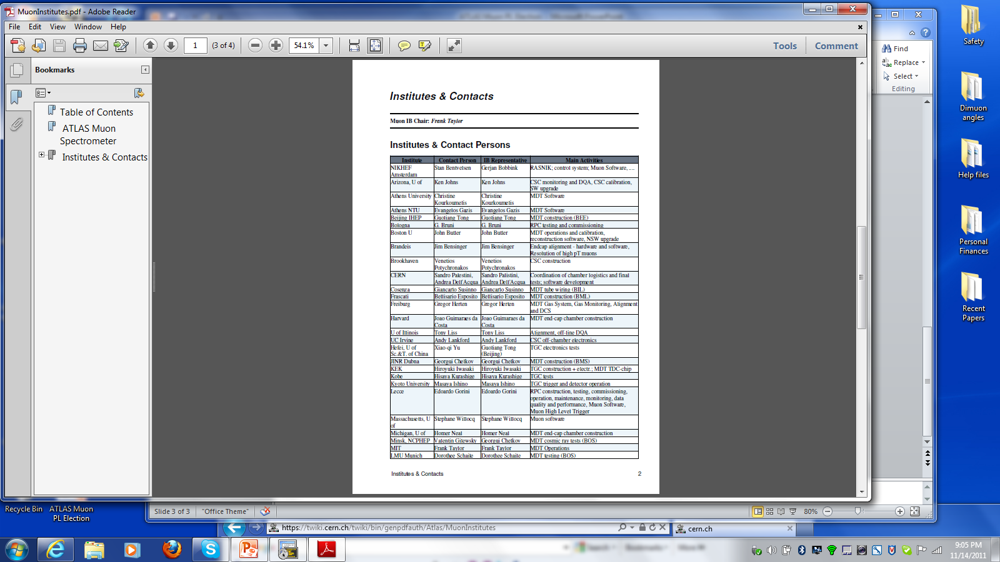 MuonInstitutes.pdf - Adobe Reader
File Edit View Window Help
1 (3 of 4) 54.1% Tools Comment
Bookmarks
Table of Contents
ATLAS Muon
Spectrometer
Institutes & Contacts
Institutes & Contacts
Muon IB Chair: Frank Taylor
Institutes & Contact Persons
Institute Contact Person IB Representative Main Activities
NIKHEF Stan Bentvelsen Gerjan Bobbink RASNIK; control system; Muon Software, ....
Amsterdam
Arizona, U of Ken Johns Ken Johns CSC monitoring and DQA, CSC calibration,
SW upgrade
Athens University Christine Christine MDT Software
Kourkoumelis Kourkoumelis
Athens NTU Evangelos Gazis Evangelos Gazis MDT Software
Beijing IHEP Guoliang Tong Guoliang Tong MDT construction (BEE)
Bologna G. Bruni G. Bruni RPC testing and commissioning
Boston U John Butler John Butler MDT operations and calibration,
reconstruction software, NSW upgrade
Brandeis Jim Bensinger Jim Bensinger Endcap alignment - hardware and software,
Resolution of high pT muons
Brookhaven Venetios Venetios CSC construction
Polychronakos Polychronakos
CERN Sandro Palestini, Sandro Palistini, Coordination of chamber logistics and final
Andrea Dell'Acqua Andrea Dell'Acqua tests; software development
Cosenza Giancarlo Susinno Giancarlo Susinno MDT tube wiring (BIL)
Frascati Bellisario Esposito Bellisario Esposito MDT construction (BML)
Freiburg Gregor Herten Gregor Herten MDT Gas System, Gas Monitoring, Alignment
and DCS
Harvard Joao Guimaraes da Joao Guimaraes da MDT end-cap chamber construction
Costa Costa
U of Illinois Tony Liss Tony Liss Alignment, off-line DQA
UC Irvine Andy Lankford Andy Lankford CSC off-chamber electronics
Hefei, U of Xiao-qi Yu Guotiang Tong TGC electronics tests
Sc.&T. of China (Beijing)
JINR Dubna Georgui Chelkov Georgui Chelkov MDT construction (BMS)
KEK Hiroyuki Iwasaki Hiroyuki Iwasaki TGC construction + electr.; MDT TDC-chip
Kobe Hisaya Kurashige Hisaya Kurashige TGC tests
Kyoto University Masaya Ishino Masaya Ishino TGC trigger and detector operation
Lecce Edoardo Gorini Edoardo Gorini RPC construction, testing, commissioning,
operation, maintenance, monitoring, data
quality and performance, Muon Software,
Muon High Level Trigger
Massachusetts, U Stephane Willocq Stephane Willocq Muon software
of
Michigan, U of Homer Neal Homer Neal MDT end-cap chamber construction
Minsk, NCPHEP Valentin Gilewsky Georgui Chelkov MDT cosmic ray tests (BOS)
MIT Frank Taylor Frank Taylor MDT Operations
LMU Munich Dorothee Schaile Dorothee Schaile MDT testing (BOS)
Institutes & Contacts 2
Find
Replace
Select
Editing
Safety
Dimuon
angles
Help files
Personal
Finances
Recent
Papers
Recycle Bin
ATLAS Muon
PL Election
Slide 3 of 3 "Office Theme" 80%
https://twiki.cern.ch/twiki/bin/genpdfauth/Atlas/MuonInstitutes cern.ch
9:05 PM
11/14/2011